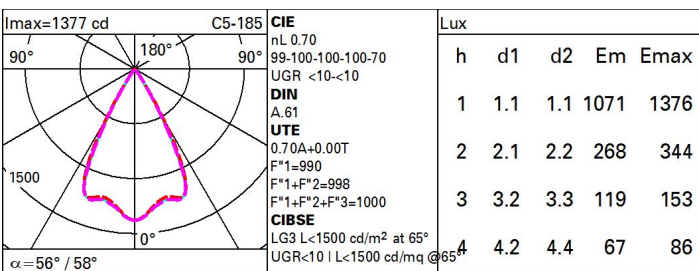 Imax=1377 cd C5-185
90° 180° 90°
1500
0°
α=56° / 58°
CIE
nL 0.70
99-100-100-100-70
UGR <10-<10
DIN
A.61
UTE
0.70A+0.00T
F"1=990
F"1+F"2=998
F"1+F"2+F"3=1000
CIBSE
LG3 L<1500 cd/m² at 65°
UGR<10 | L<1500 cd/mq @65°
Lux
h d1 d2 Em Emax
1 1.1 1.1 1071 1376
2 2.1 2.2 268 344
3 3.2 3.3 119 153
4 4.2 4.4 67 86